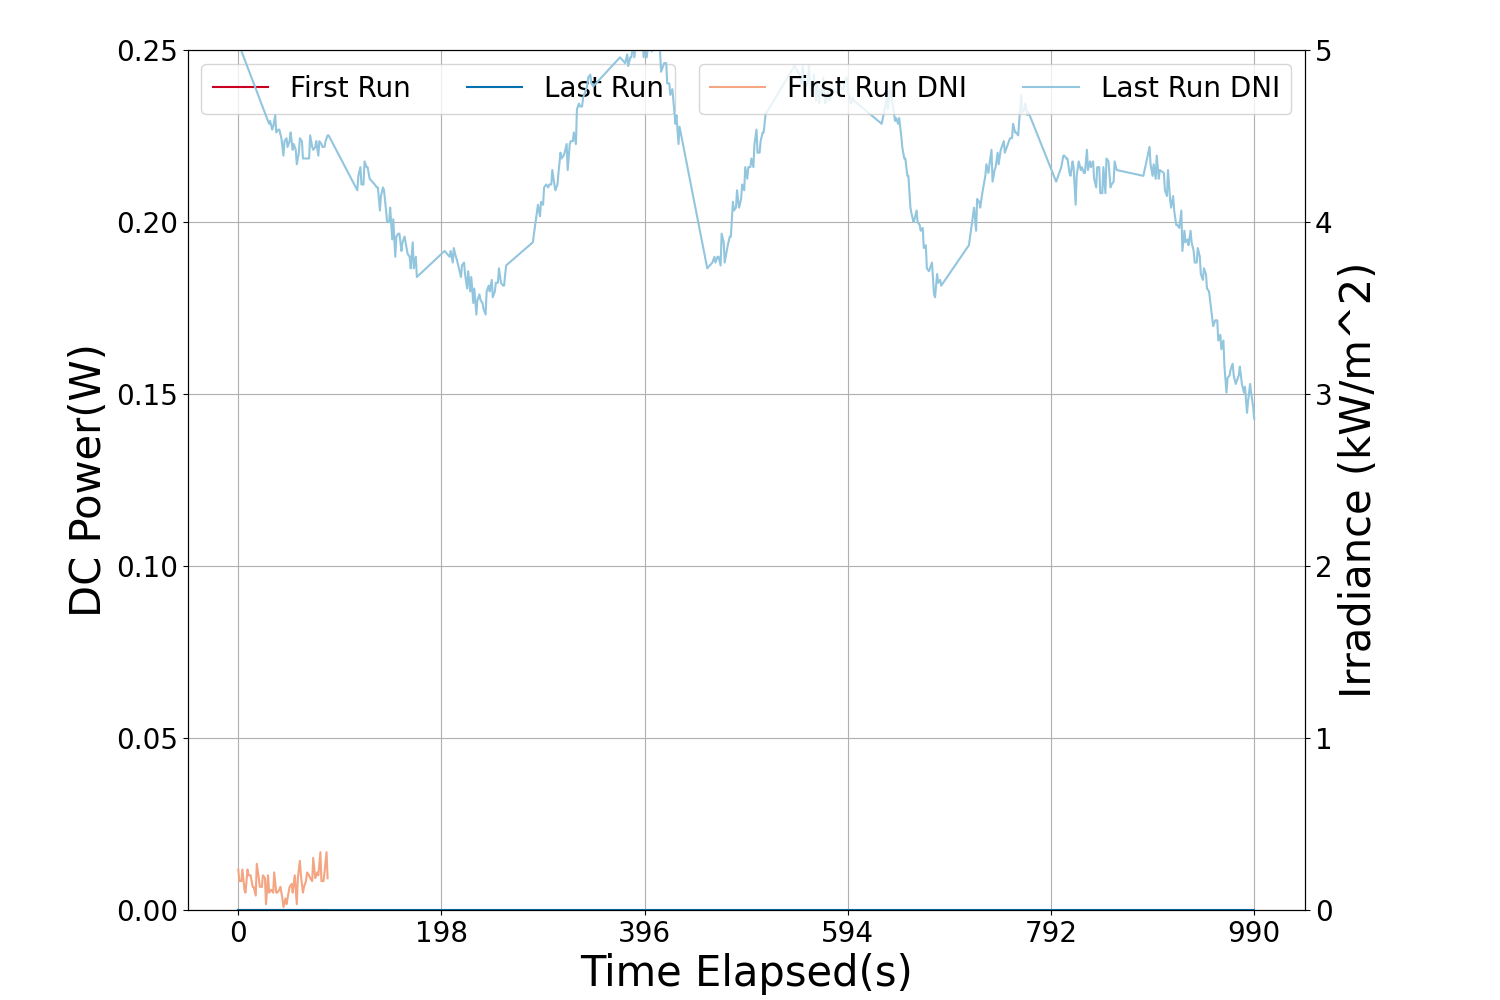 First Run
Last Run
First Run DNI
Last Run DNI
0.25
0.20
0.15
0.10
0.05
0.00
DC Power(W)
5
4
3
2
1
0
Irradiance (kW/m^2)
0 198 396 594 792 990
Time Elapsed(s)